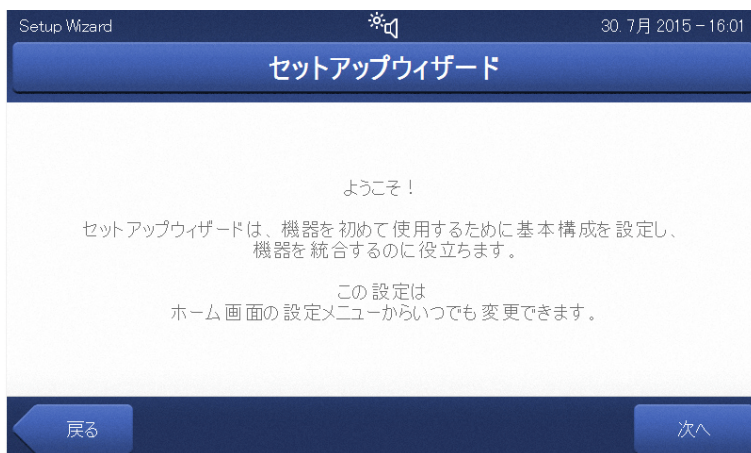 Setup Wizard
30. 7月 2015 – 16:01
セットアップウィザード
ようこそ！
セットアップウィザードは、機器を初めて使用するために基本構成を設定し、
機器を統合するのに役立ちます。
この設定は
ホーム画面の設定メニューからいつでも変更できます。
戻る
次へ